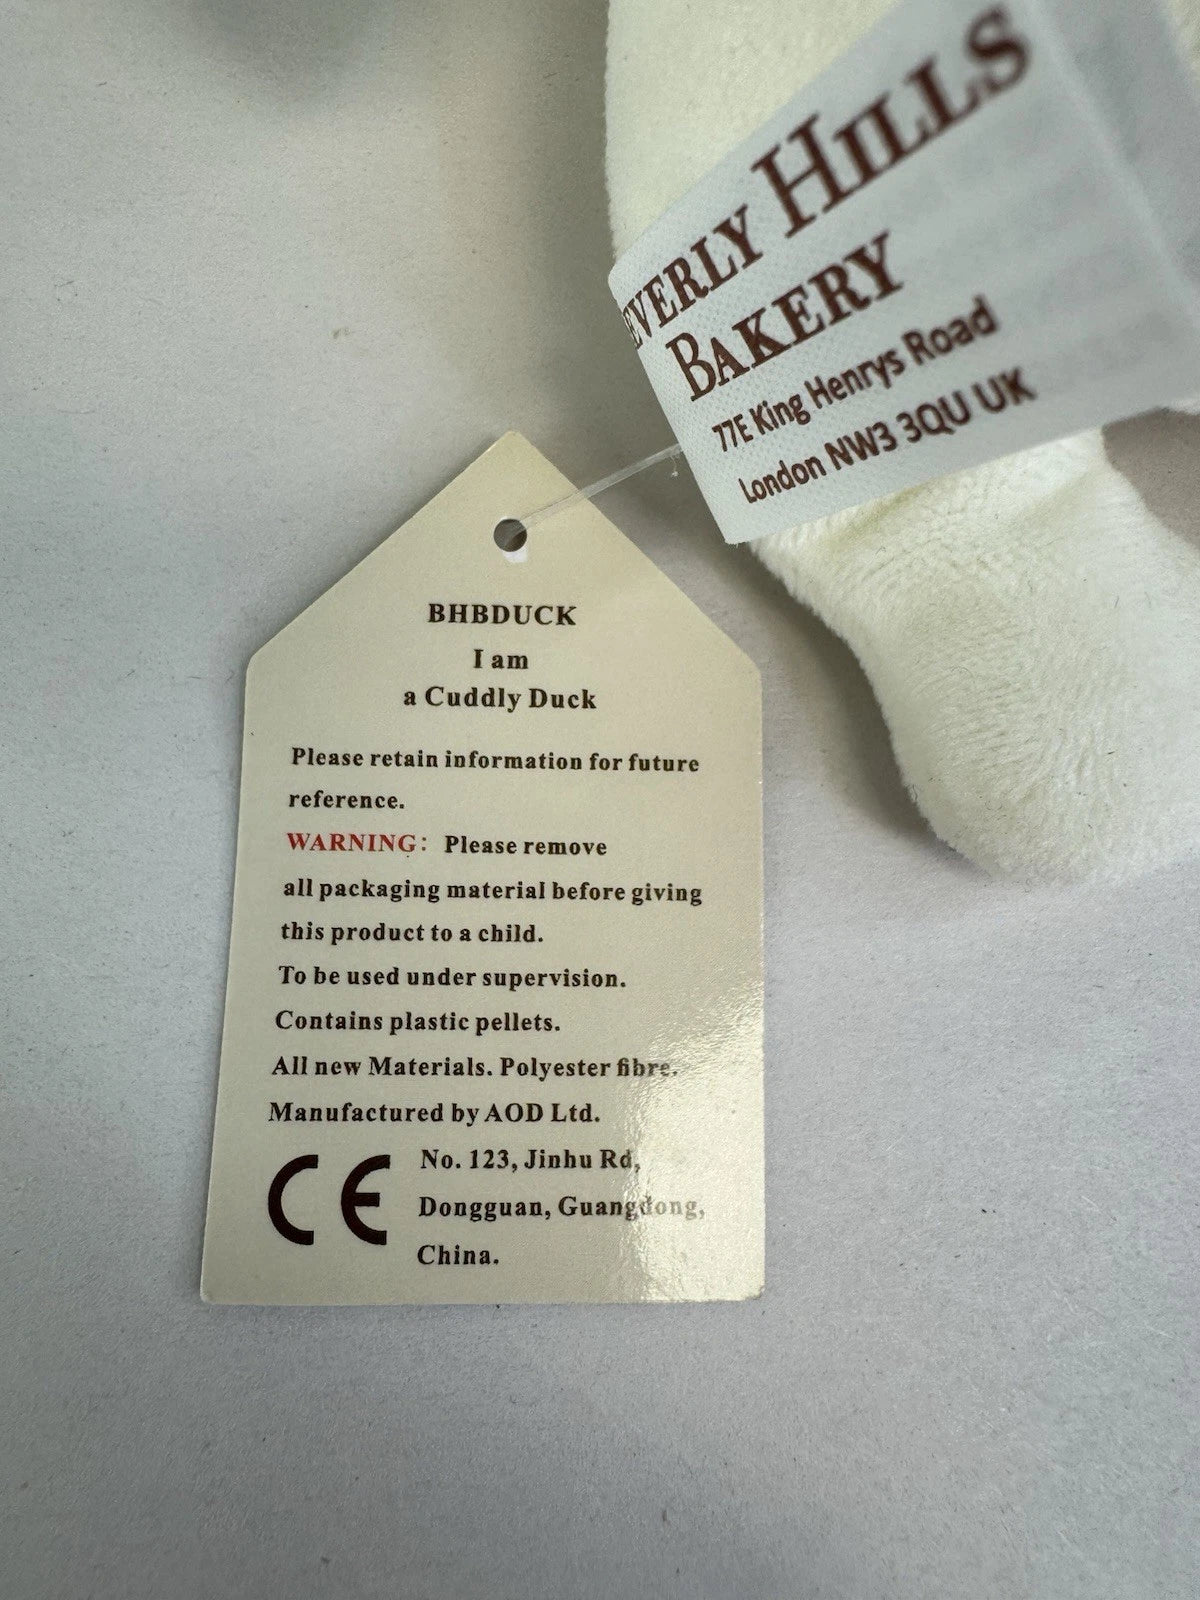 EVERLY HILLS
BAKERY
77E King Henrys Road
London NW3 3QU UK
BHBDUCK
I am
a Cuddly Duck
Please retain information for future
reference.
WARNING: Please remove
all packaging material before giving
this product to a child.
To be used under supervision.
Contains plastic pellets.
All new Materials. Polyester fibre.
Manufactured by AOD Ltd.
CE
No. 123, Jinhu Rd,
Dongguan, Guangdong,
China.